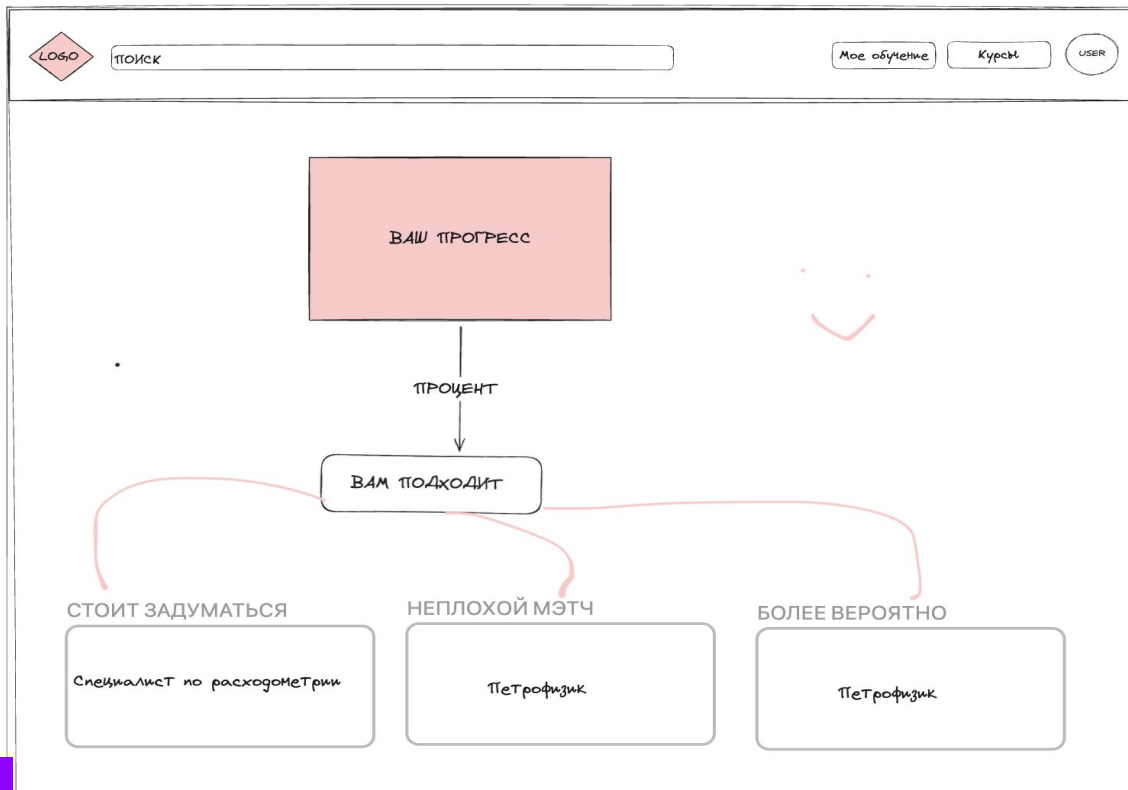 LOGO
ПОИСК
Мое обучение
Курсы
USER
ВАШ ПРОГРЕСС
ПРОЦЕНТ
ВАМ ПОДХОДИТ
СТОИТ ЗАДУМАТЬСЯ
НЕПЛОХОЙ МЭТЧ
БОЛЕЕ ВЕРОЯТНО
Специалист по расходометрии
Петрофизик
Петрофизик